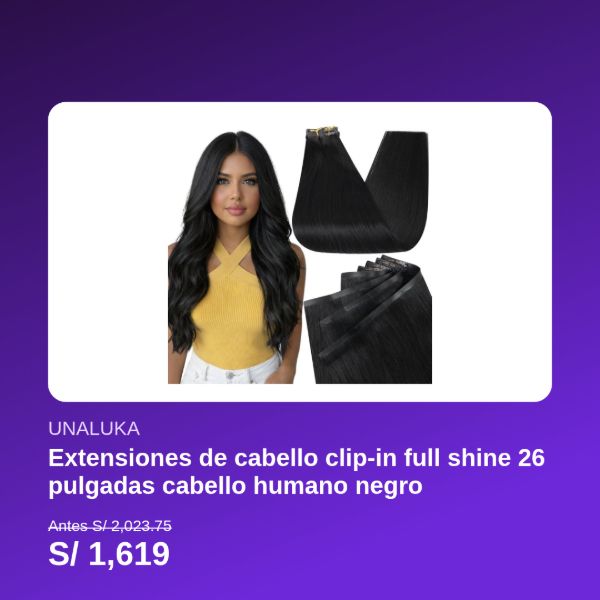 UNALUKA
Extensiones de cabello clip-in full shine 26
pulgadas cabello humano negro
Antes S/ 2,023.75
S/ 1,619